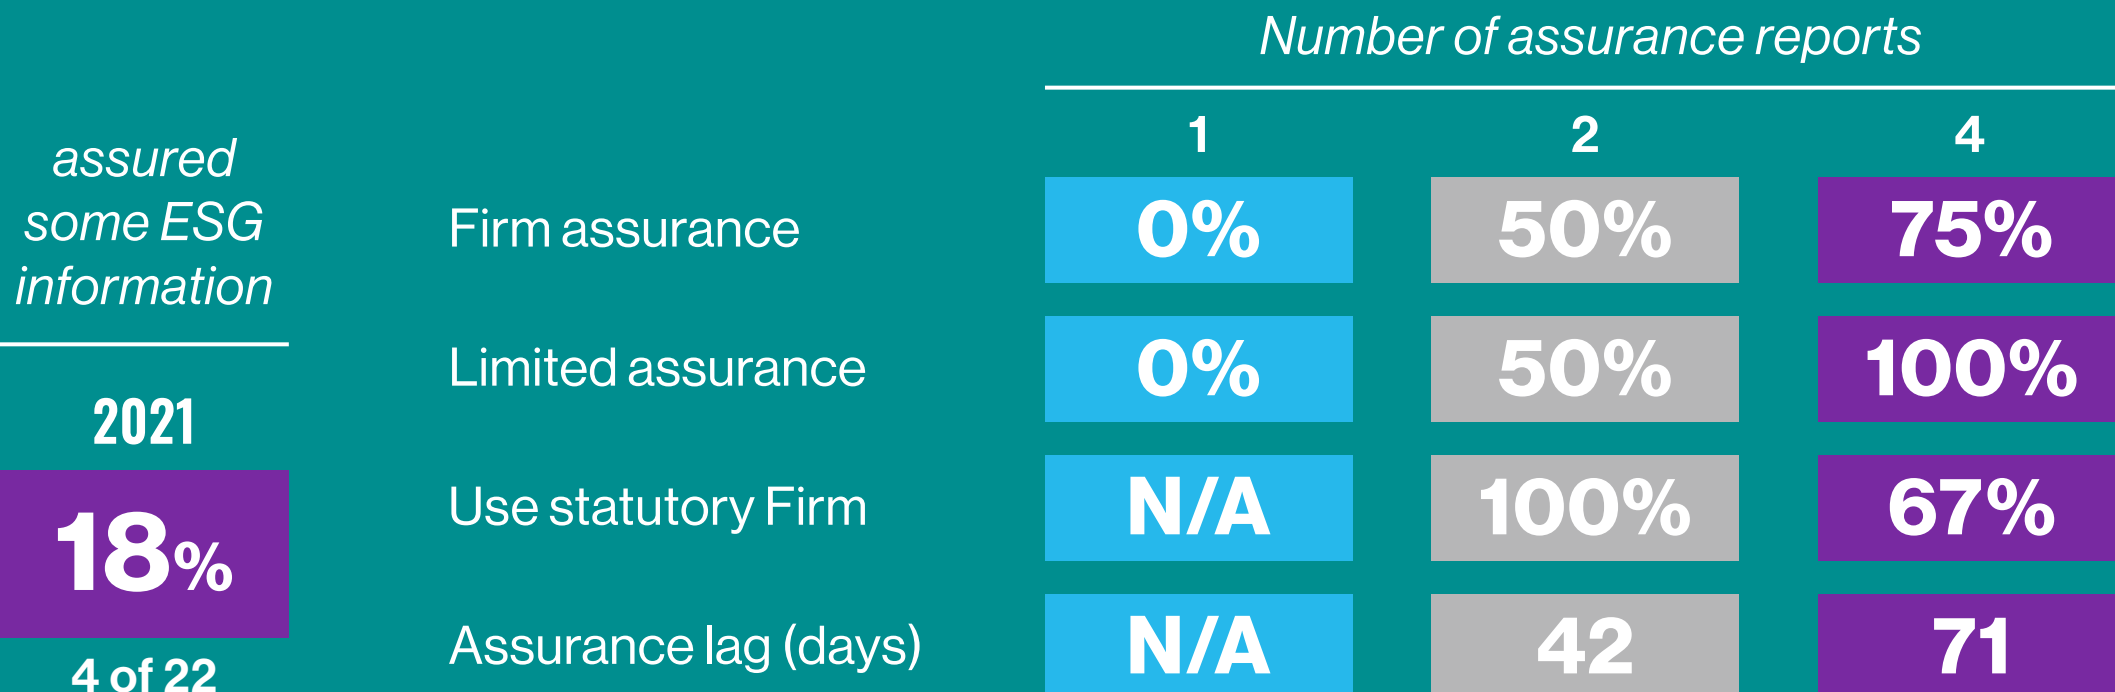 assured
some ESG
information
2021
18%
4 of 22
Number of assurance reports
1 2 4
Firm assurance 0% 50% 75%
Limited assurance 0% 50% 100%
Use statutory Firm N/A 100% 67%
Assurance lag (days) N/A 42 71